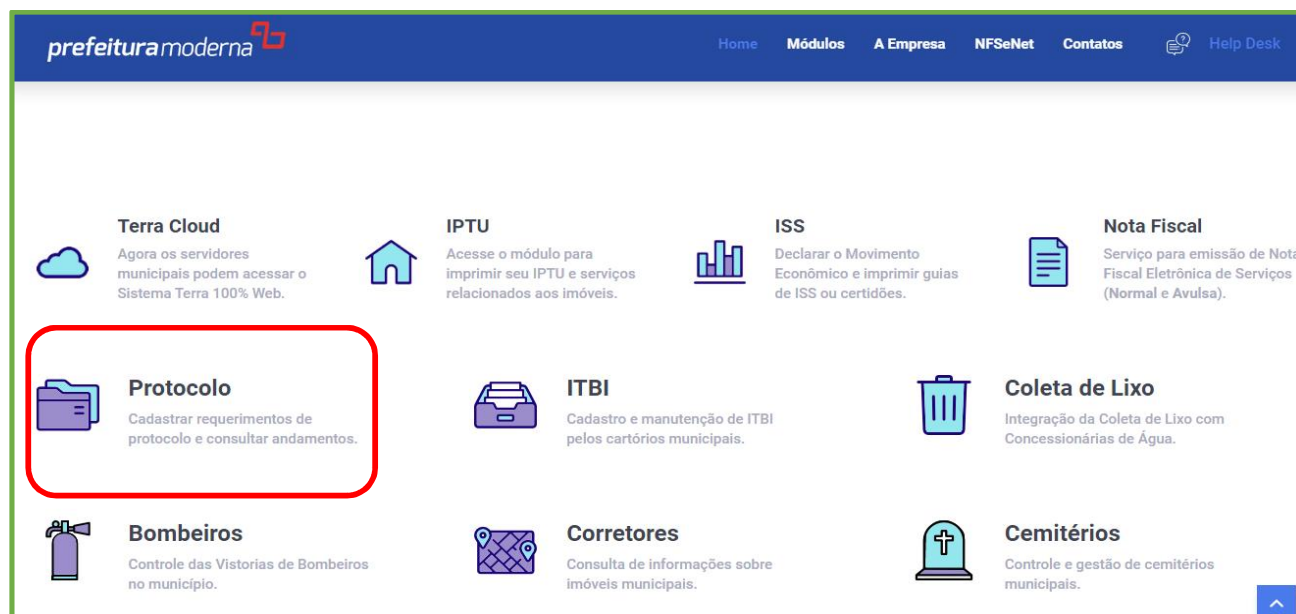 prefeituramoderna
Home Módulos A Empresa NFSeNet Contatos Help Desk
Terra Cloud
Agora os servidores
municipais podem acessar o
Sistema Terra 100% Web.
IPTU
Acesse o módulo para
imprimir seu IPTU e serviços
relacionados aos imóveis.
ISS
Declarar o Movimento
Econômico e imprimir guias
de ISS ou certidões.
Nota Fiscal
Serviço para emissão de Nota
Fiscal Eletrônica de Serviços
(Normal e Avulsa).
Protocolo
Cadastrar requerimentos de
protocolo e consultar andamentos.
ITBI
Cadastro e manutenção de ITBI
pelos cartórios municipais.
Coleta de Lixo
Integração da Coleta de Lixo com
Concessionárias de Água.
Bombeiros
Controle das Vistorias de Bombeiros
no município.
Corretores
Consulta de informações sobre
imóveis municipais.
Cemitérios
Controle e gestão de cemitérios
municipais.